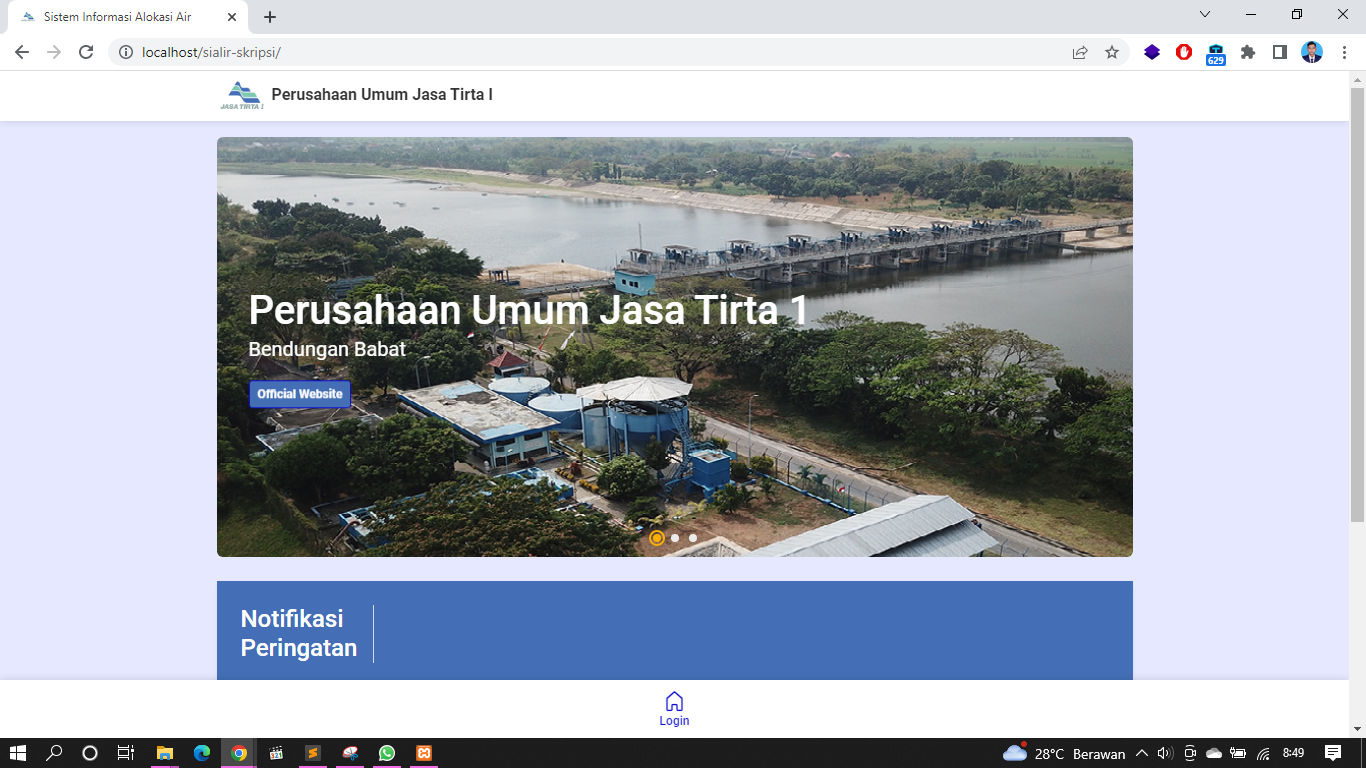 Sistem Informasi Alokasi Air
localhost/sialir-skripsi/
629
JASA TIRTA I
Perusahaan Umum Jasa Tirta I
Perusahaan Umum Jasa Tirta 1
Bendungan Babat
Official Website
Notifikasi
Peringatan
Login
28°C Berawan
8:49